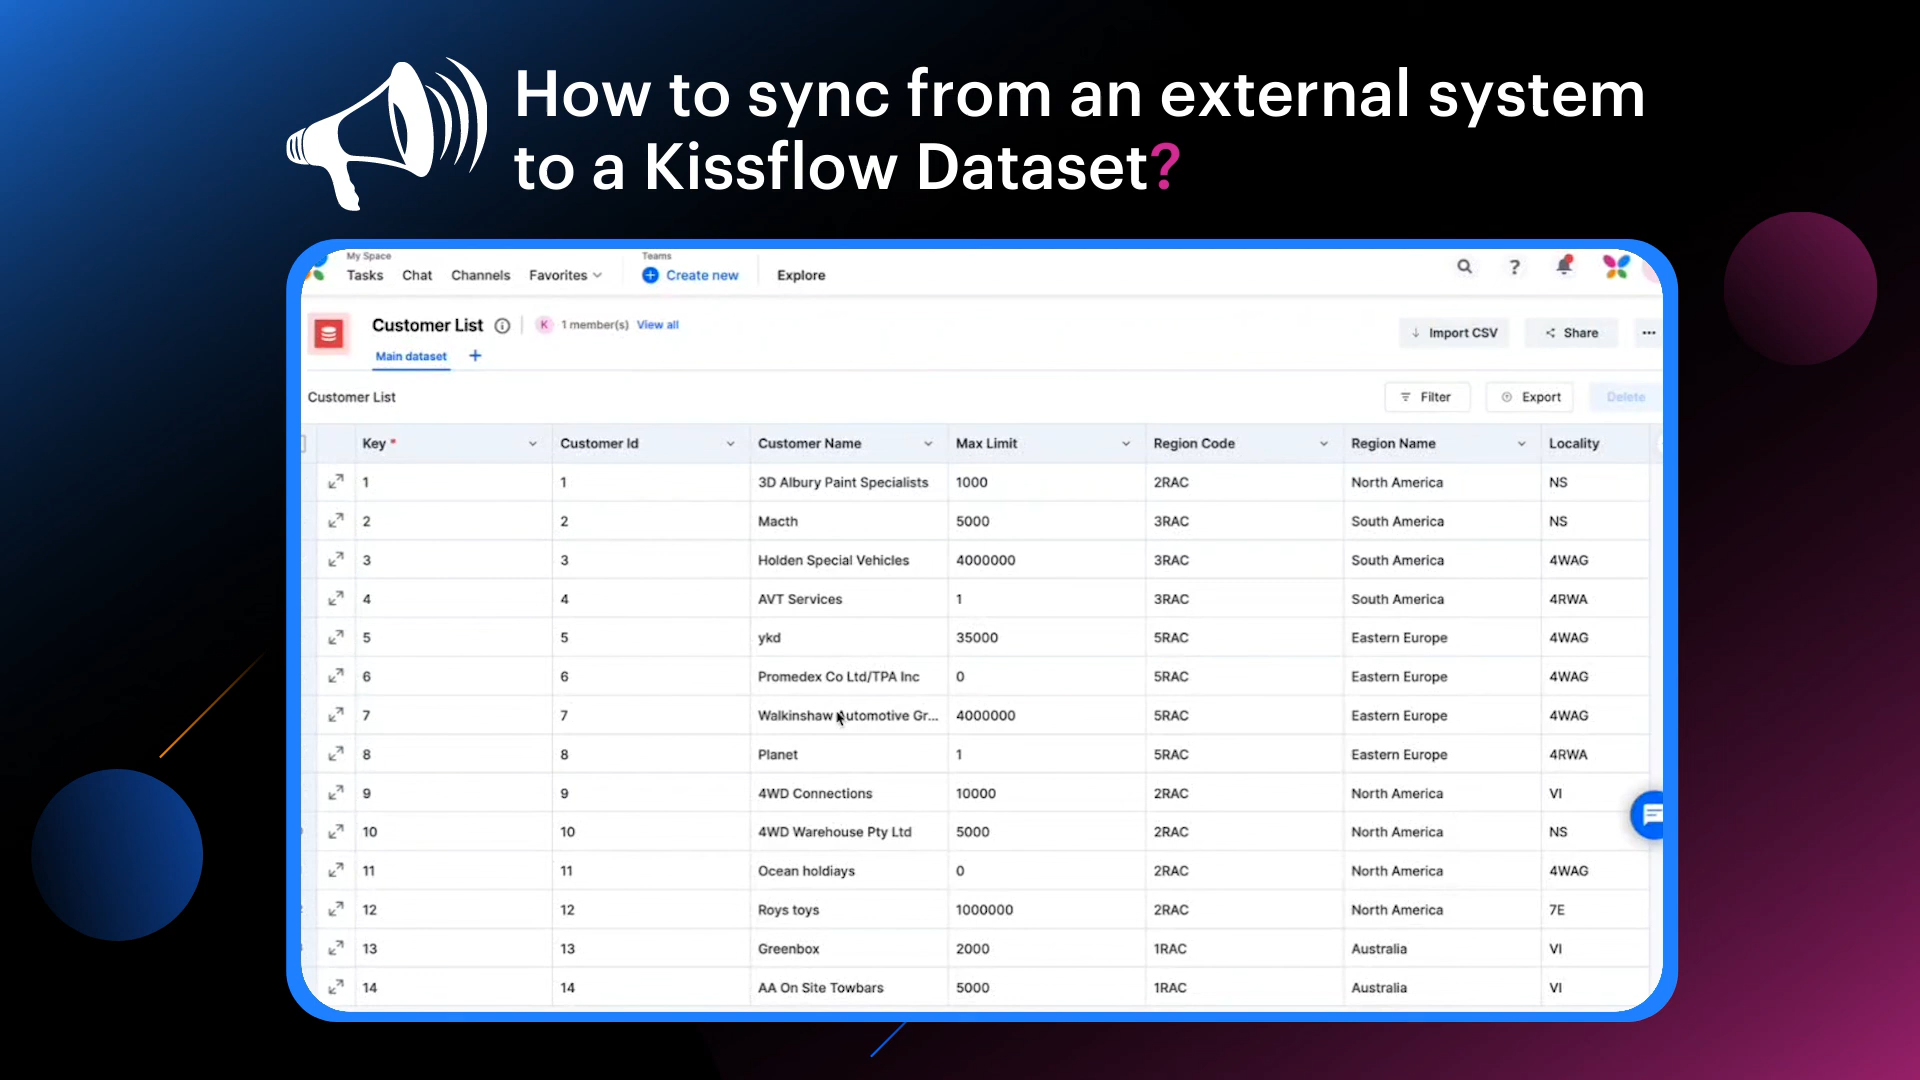 How to sync from an external system
to a Kissflow Dataset?
My Space Teams
Tasks Chat Channels Favorites Create new Explore ?
Customer List K 1 member(s) View all Import CSV Share ...
Main dataset +
Customer List Filter Export Delete
Key * Customer Id Customer Name Max Limit Region Code Region Name Locality
1 1 3D Albury Paint Specialists 1000 2RAC North America NS
2 2 Macth 5000 3RAC South America NS
3 3 Holden Special Vehicles 4000000 3RAC South America 4WAG
4 4 AVT Services 1 3RAC South America 4RWA
5 5 ykd 35000 5RAC Eastern Europe 4WAG
6 6 Promedex Co Ltd/TPA Inc 0 5RAC Eastern Europe 4WAG
7 7 Walkinshaw Automotive Gr... 4000000 5RAC Eastern Europe 4WAG
8 8 Planet 1 5RAC Eastern Europe 4RWA
9 9 4WD Connections 10000 2RAC North America VI
10 10 4WD Warehouse Pty Ltd 5000 2RAC North America NS
11 11 Ocean holdiays 0 2RAC North America 4WAG
12 12 Roys toys 1000000 2RAC North America 7E
13 13 Greenbox 2000 1RAC Australia VI
14 14 AA On Site Towbars 5000 1RAC Australia VI